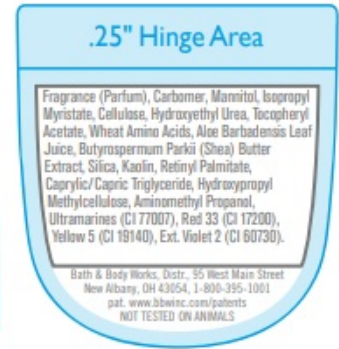 .25" Hinge Area
Fragrance (Parfum), Carbomer, Mannitol, Isopropyl
Myristate, Cellulose, Hydroxyethyl Urea, Tocopheryl
Acetate, Wheat Amino Acids, Aloe Barbadensis Leaf
Juice, Butyrospermum Parkii (Shea) Butter
Extract, Silica, Kaolin, Retinyl Palmitate,
Caprylic/Capric Triglyceride, Hydroxypropyl
Methylcellulose, Aminomethyl Propanol,
Ultramarines (CI 77007), Red 33 (CI 17200),
Yellow 5 (CI 19140), Ext. Violet 2 (CI 60730).
Bath & Body Works, Distr., 95 West Main Street
New Albany, OH 43054, 1-800-395-1001
pat. www.bbwinc.com/patents
NOT TESTED ON ANIMALS